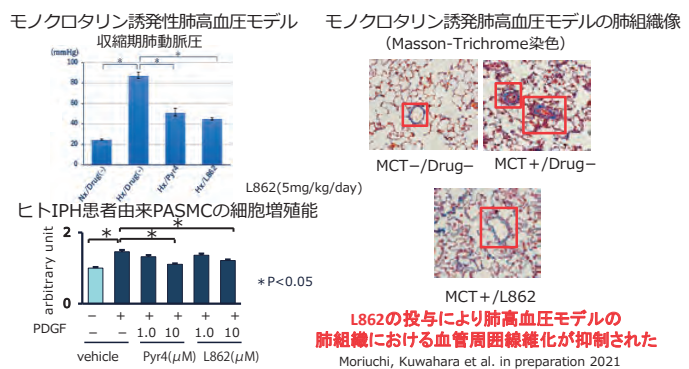 モノクロタリン誘発性肺高血圧モデル
収縮期肺動脈圧
(mmHg)
100
80
60
40
20
0
*
*
*
Nx/Drug(-)
Hx/Drug(-)
Hx/Pyr4
Hx/L862
L862(5mg/kg/day)
ヒトIPH患者由来PASMCの細胞増殖能
arbitrary unit
2
1
0
*
*
*
*P<0.05
− + + + + +
PDGF − − 1.0 10 1.0 10
vehicle Pyr4(μM) L862(μM)
モノクロタリン誘発肺高血圧モデルの肺組織像
（Masson-Trichrome染色）
MCT−/Drug−
MCT+/Drug−
MCT+/L862
L862の投与により肺高血圧モデルの
肺組織における血管周囲線維化が抑制された
Moriuchi, Kuwahara et al. in preparation 2021